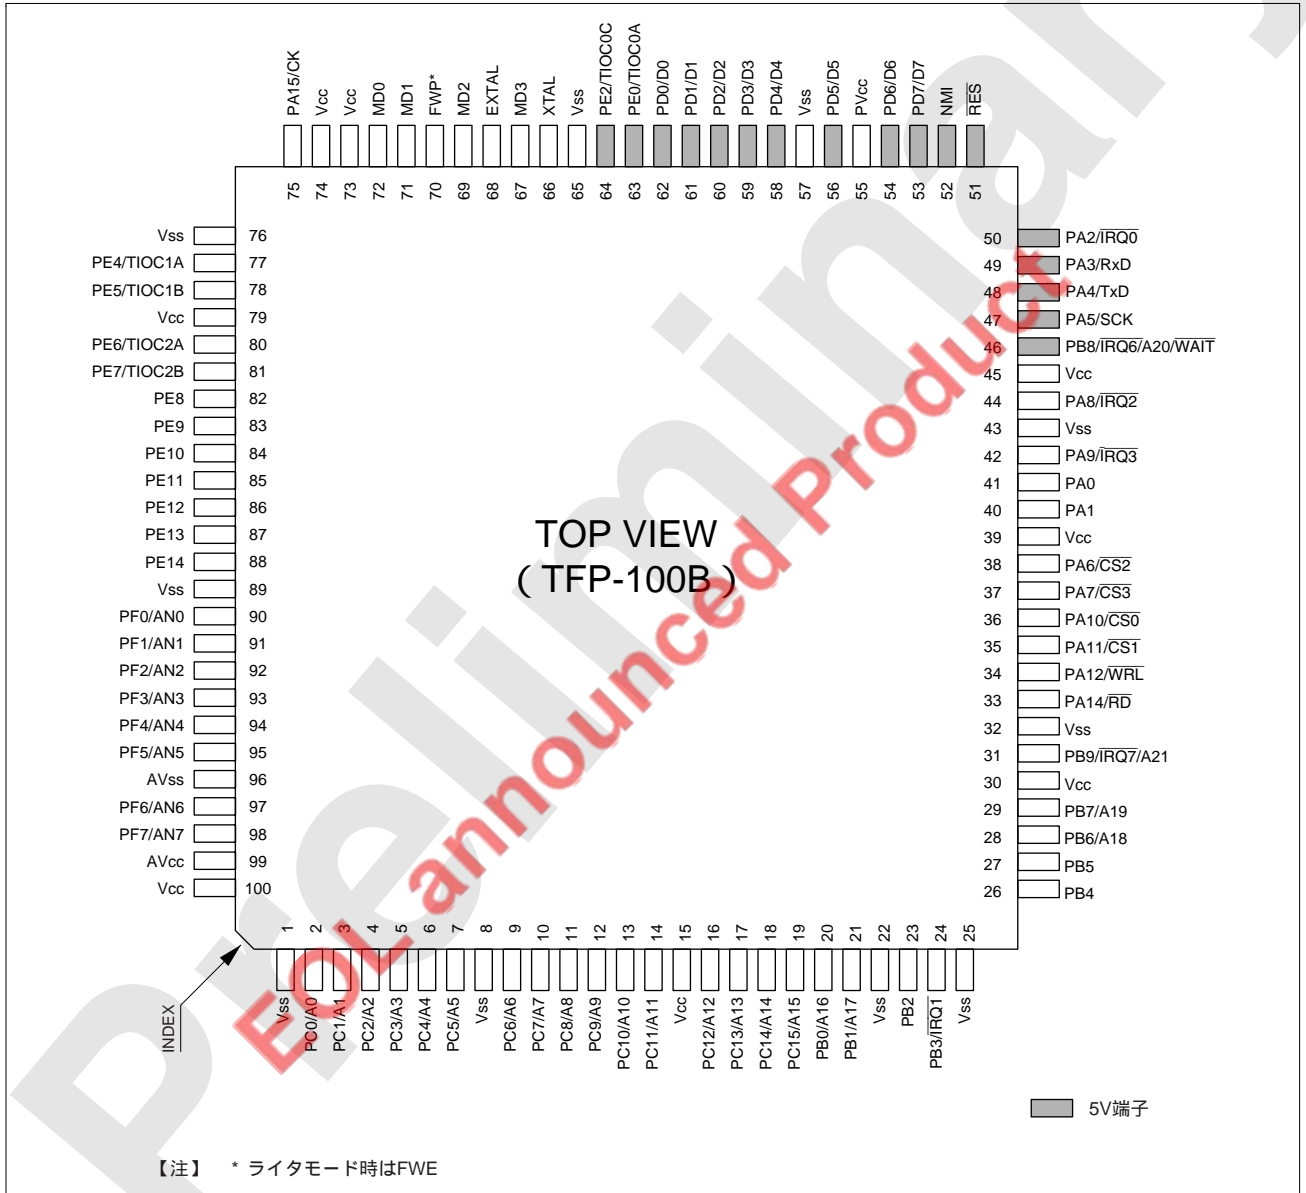 PA15/CK
Vcc
Vcc
MD0
MD1
FWP*
MD2
EXTAL
MD3
XTAL
Vss
PE2/TIOC0C
PE0/TIOC0A
PD0/D0
PD1/D1
PD2/D2
PD3/D3
PD4/D4
Vss
PD5/D5
PVcc
PD6/D6
PD7/D7
NMI
RES
75 74 73 72 71 70 69 68 67 66 65 64 63 62 61 60 59 58 57 56 55 54 53 52 51
Vss 76
PE4/TIOC1A 77
PE5/TIOC1B 78
Vcc 79
PE6/TIOC2A 80
PE7/TIOC2B 81
PE8 82
PE9 83
PE10 84
PE11 85
PE12 86
PE13 87
PE14 88
Vss 89
PF0/AN0 90
PF1/AN1 91
PF2/AN2 92
PF3/AN3 93
PF4/AN4 94
PF5/AN5 95
AVss 96
PF6/AN6 97
PF7/AN7 98
AVcc 99
Vcc 100
TOP VIEW
( TFP-100B )
50 PA2/IRQ0
49 PA3/RxD
48 PA4/TxD
47 PA5/SCK
46 PB8/IRQ6/A20/WAIT
45 Vcc
44 PA8/IRQ2
43 Vss
42 PA9/IRQ3
41 PA0
40 PA1
39 Vcc
38 PA6/CS2
37 PA7/CS3
36 PA10/CS0
35 PA11/CS1
34 PA12/WRL
33 PA14/RD
32 Vss
31 PB9/IRQ7/A21
30 Vcc
29 PB7/A19
28 PB6/A18
27 PB5
26 PB4
1 2 3 4 5 6 7 8 9 10 11 12 13 14 15 16 17 18 19 20 21 22 23 24 25
INDEX
Vss
PC0/A0
PC1/A1
PC2/A2
PC3/A3
PC4/A4
PC5/A5
Vss
PC6/A6
PC7/A7
PC8/A8
PC9/A9
PC10/A10
PC11/A11
Vcc
PC12/A12
PC13/A13
PC14/A14
PC15/A15
PB0/A16
PB1/A17
Vss
PB2
PB3/IRQ1
Vss
5V端子
【注】 * ライタモード時はFWE
Preliminary
EOL announced Product